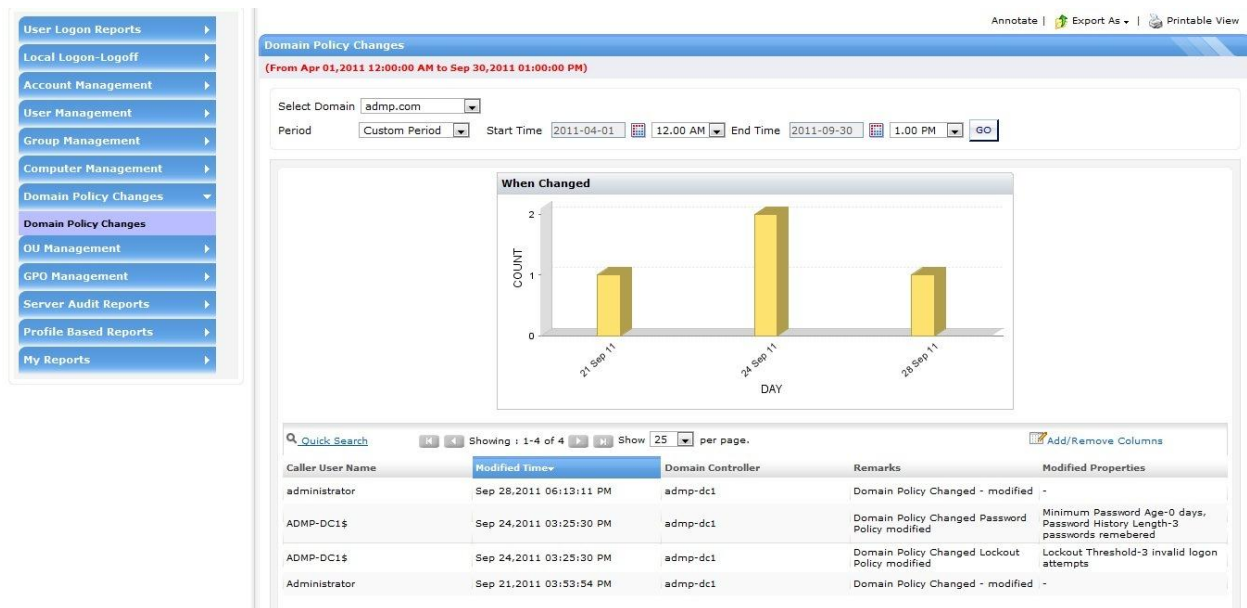 Annotate | Export As | Printable View
User Logon Reports
Local Logon-Logoff
Account Management
User Management
Group Management
Computer Management
Domain Policy Changes
Domain Policy Changes
OU Management
GPO Management
Server Audit Reports
Profile Based Reports
My Reports
Domain Policy Changes
(From Apr 01,2011 12:00:00 AM to Sep 30,2011 01:00:00 PM)
Select Domain admp.com
Period Custom Period Start Time 2011-04-01 12.00 AM End Time 2011-09-30 1.00 PM GO
When Changed
2
1
0
COUNT
21 Sep 11
24 Sep 11
28 Sep 11
DAY
Quick Search Showing : 1-4 of 4 Show 25 per page. Add/Remove Columns
Caller User Name Modified Time Domain Controller Remarks Modified Properties
administrator Sep 28,2011 06:13:11 PM admp-dc1 Domain Policy Changed - modified -
ADMP-DC1$ Sep 24,2011 03:25:30 PM admp-dc1 Domain Policy Changed Password
Policy modified
Minimum Password Age-0 days,
Password History Length-3
passwords remebered
ADMP-DC1$ Sep 24,2011 03:25:30 PM admp-dc1 Domain Policy Changed Lockout
Policy modified
Lockout Threshold-3 invalid logon
attempts
Administrator Sep 21,2011 03:53:54 PM admp-dc1 Domain Policy Changed - modified -